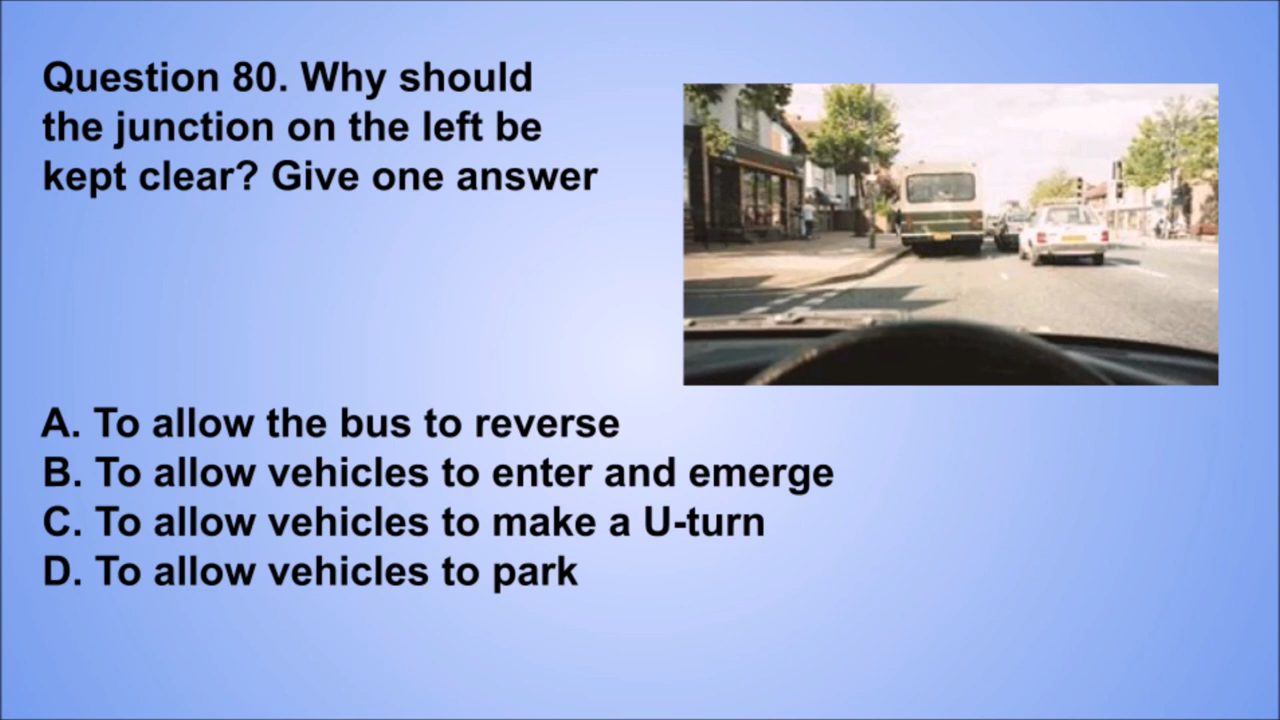 Question 80. Why should
the junction on the left be
kept clear? Give one answer
A. To allow the bus to reverse
B. To allow vehicles to enter and emerge
C. To allow vehicles to make a U-turn
D. To allow vehicles to park